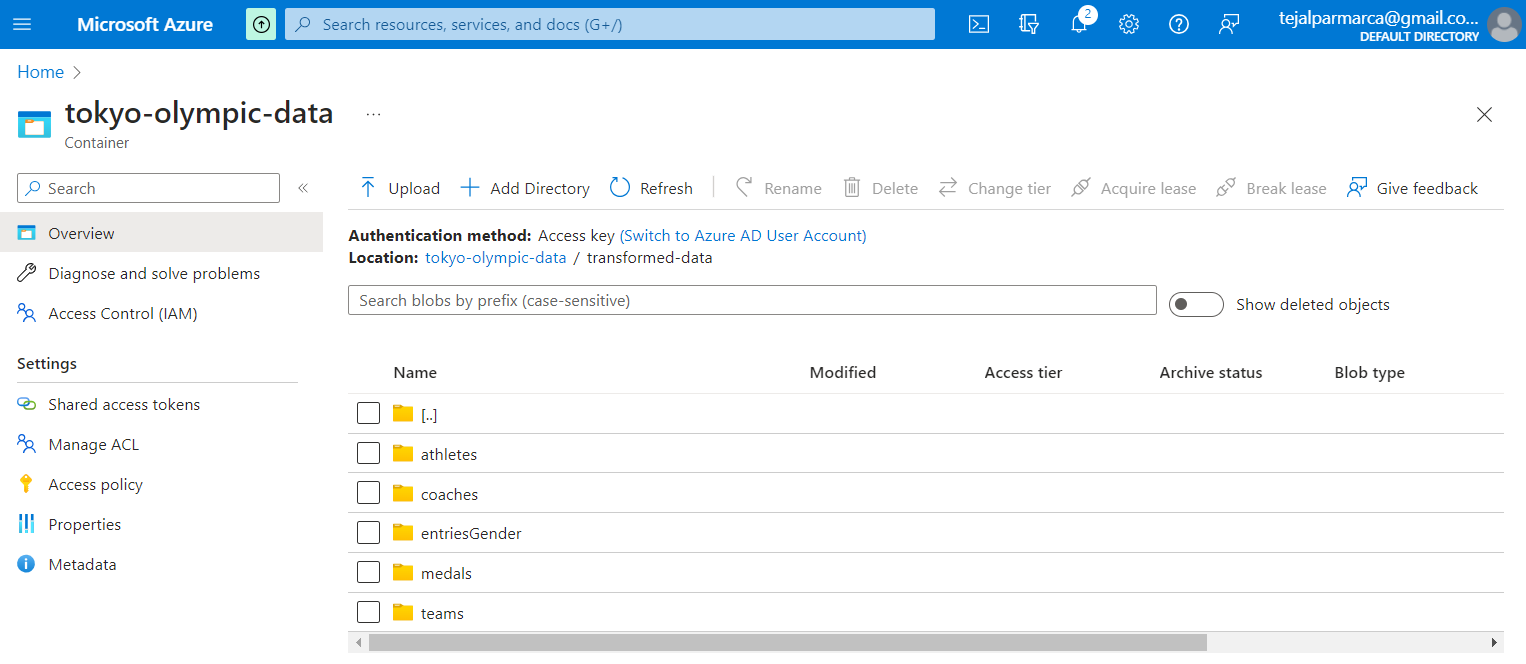 Microsoft Azure
Search resources, services, and docs (G+/)
2
tejalparmarca@gmail.co...
DEFAULT DIRECTORY
Home
tokyo-olympic-data ...
Container
Search
«
Upload
Add Directory
Refresh
Rename
Delete
Change tier
Acquire lease
Break lease
Give feedback
Overview
Diagnose and solve problems
Access Control (IAM)
Settings
Shared access tokens
Manage ACL
Access policy
Properties
Metadata
Authentication method: Access key (Switch to Azure AD User Account)
Location: tokyo-olympic-data / transformed-data
Search blobs by prefix (case-sensitive)
Show deleted objects
Name Modified Access tier Archive status Blob type
[..]
athletes
coaches
entriesGender
medals
teams